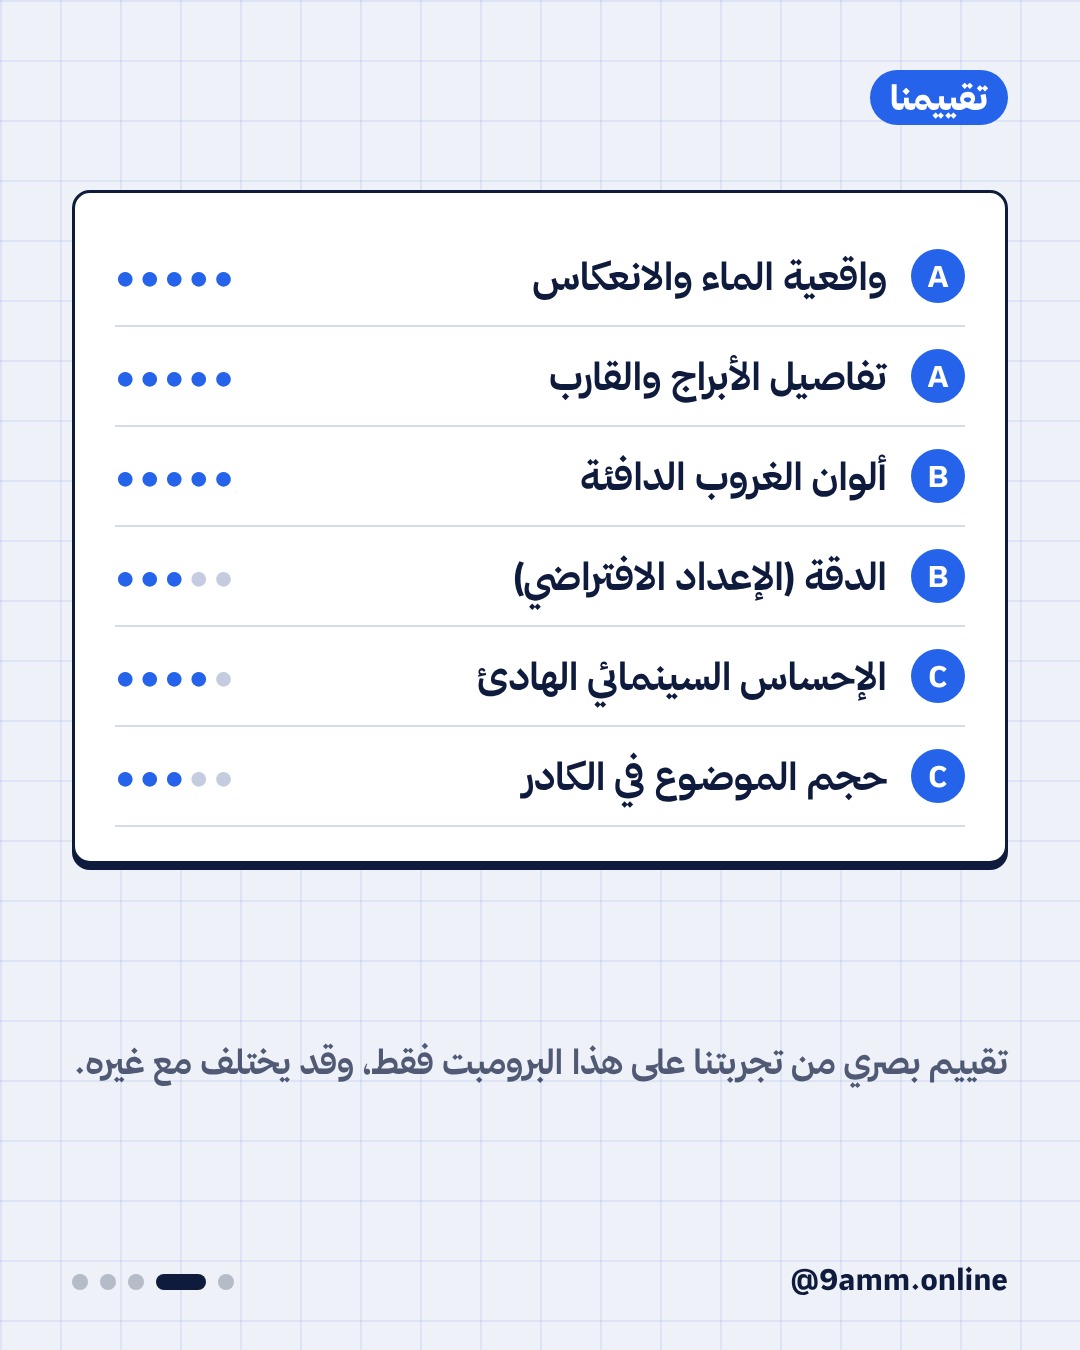 تقييمنا
A واقعية الماء والانعكاس
A تفاصيل الأبراج والقارب
B ألوان الغروب الدافئة
B الدقة (الإعداد الافتراضي)
C الإحساس السينمائي الهادئ
C حجم الموضوع في الكادر
تقييم بصري من تجربتنا على هذا البرومبت فقط، وقد يختلف مع غيره.
@9amm.online